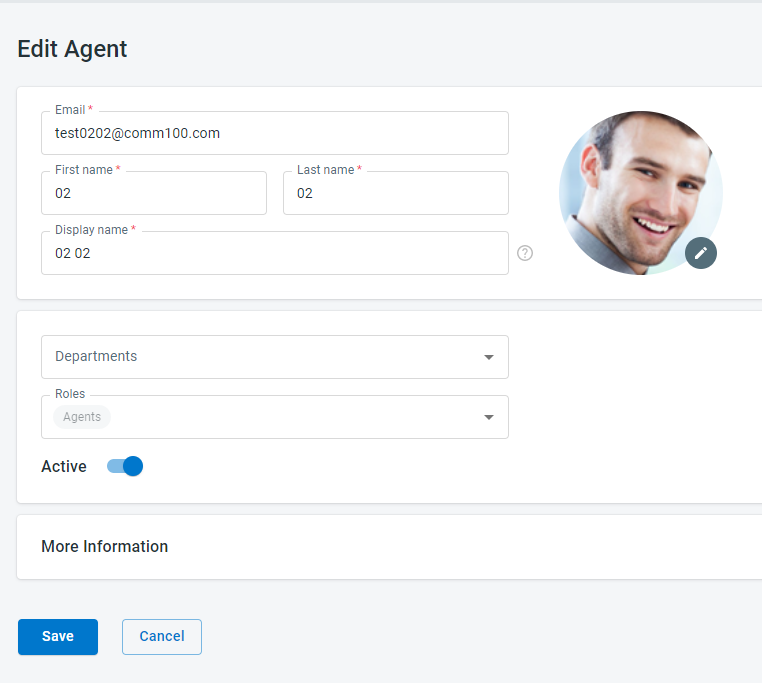 Edit Agent
Email *
test0202@comm100.com
First name *
Last name *
02
02
Display name *
02 02
?
Departments
Roles
Agents
Active
More Information
Save
Cancel